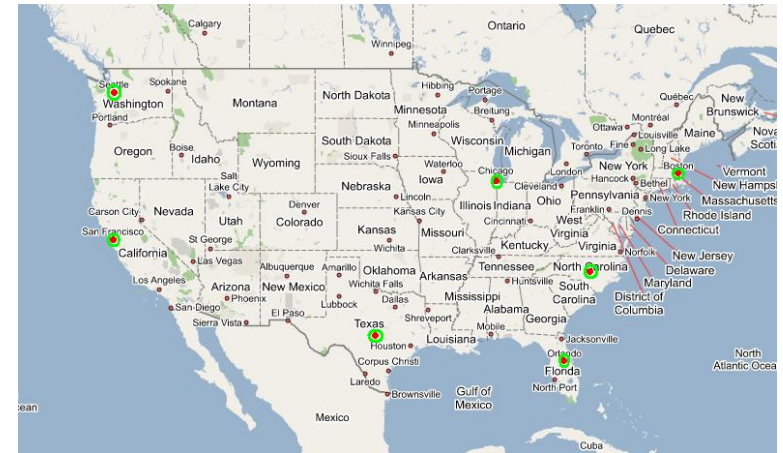 Calgary
Ontario
Quebec
Winnipeg
Seattle
Spokane
Washington
Portland
Montana
North Dakota
Hibbing
Portage
Minnesota
Breitung
Minneapolis
Québec
New
Brunswick
Nova
Scoti
Montréal
Ottawa
Louisville
Maine
Fine
Long Lake
Toronto
Oregon
Boise
Idaho
Wyoming
South Dakota
Sioux Falls
Wisconsin
Michigan
London
New York
Boston
Vermont
New Hamps
Massachusetts
Rhode Island
Connecticut
Hancock
Bethel
New York
Salt
Lake City
Nebraska
Lincoln
Waterloo
Iowa
Chicago
Cleveland
Illinois
Indiana
Ohio
Pennsylvania
Franklin
Dennis
Carson City
Nevada
Utah
Denver
Colorado
Kansas City
Kansas
Missouri
Wichita
Cincinnati
West
Virginia
Virginia
Norfolk
New Jersey
Delaware
Maryland
District of
Columbia
San Francisco
California
St George
Las Vegas
Clarksville
Kentucky
Los Angeles
Arizona
Phoenix
Albuquerque
New Mexico
Amarillo
Oklahoma
Wichita Falls
Arkansas
Tennessee
North Carolina
Huntsville
South
Carolina
San-Diego
Sierra Vista
El Paso
Lubbock
Dallas
Shreveport
Mississippi
Alabama
Georgia
Texas
Houston
Louisiana
Mobile
Jacksonville
Orlando
Florida
North Port
Corpus Christi
Laredo
Brownsville
Gulf of
Mexico
Mexico
Cuba
North
Atlantic Ocea
cean